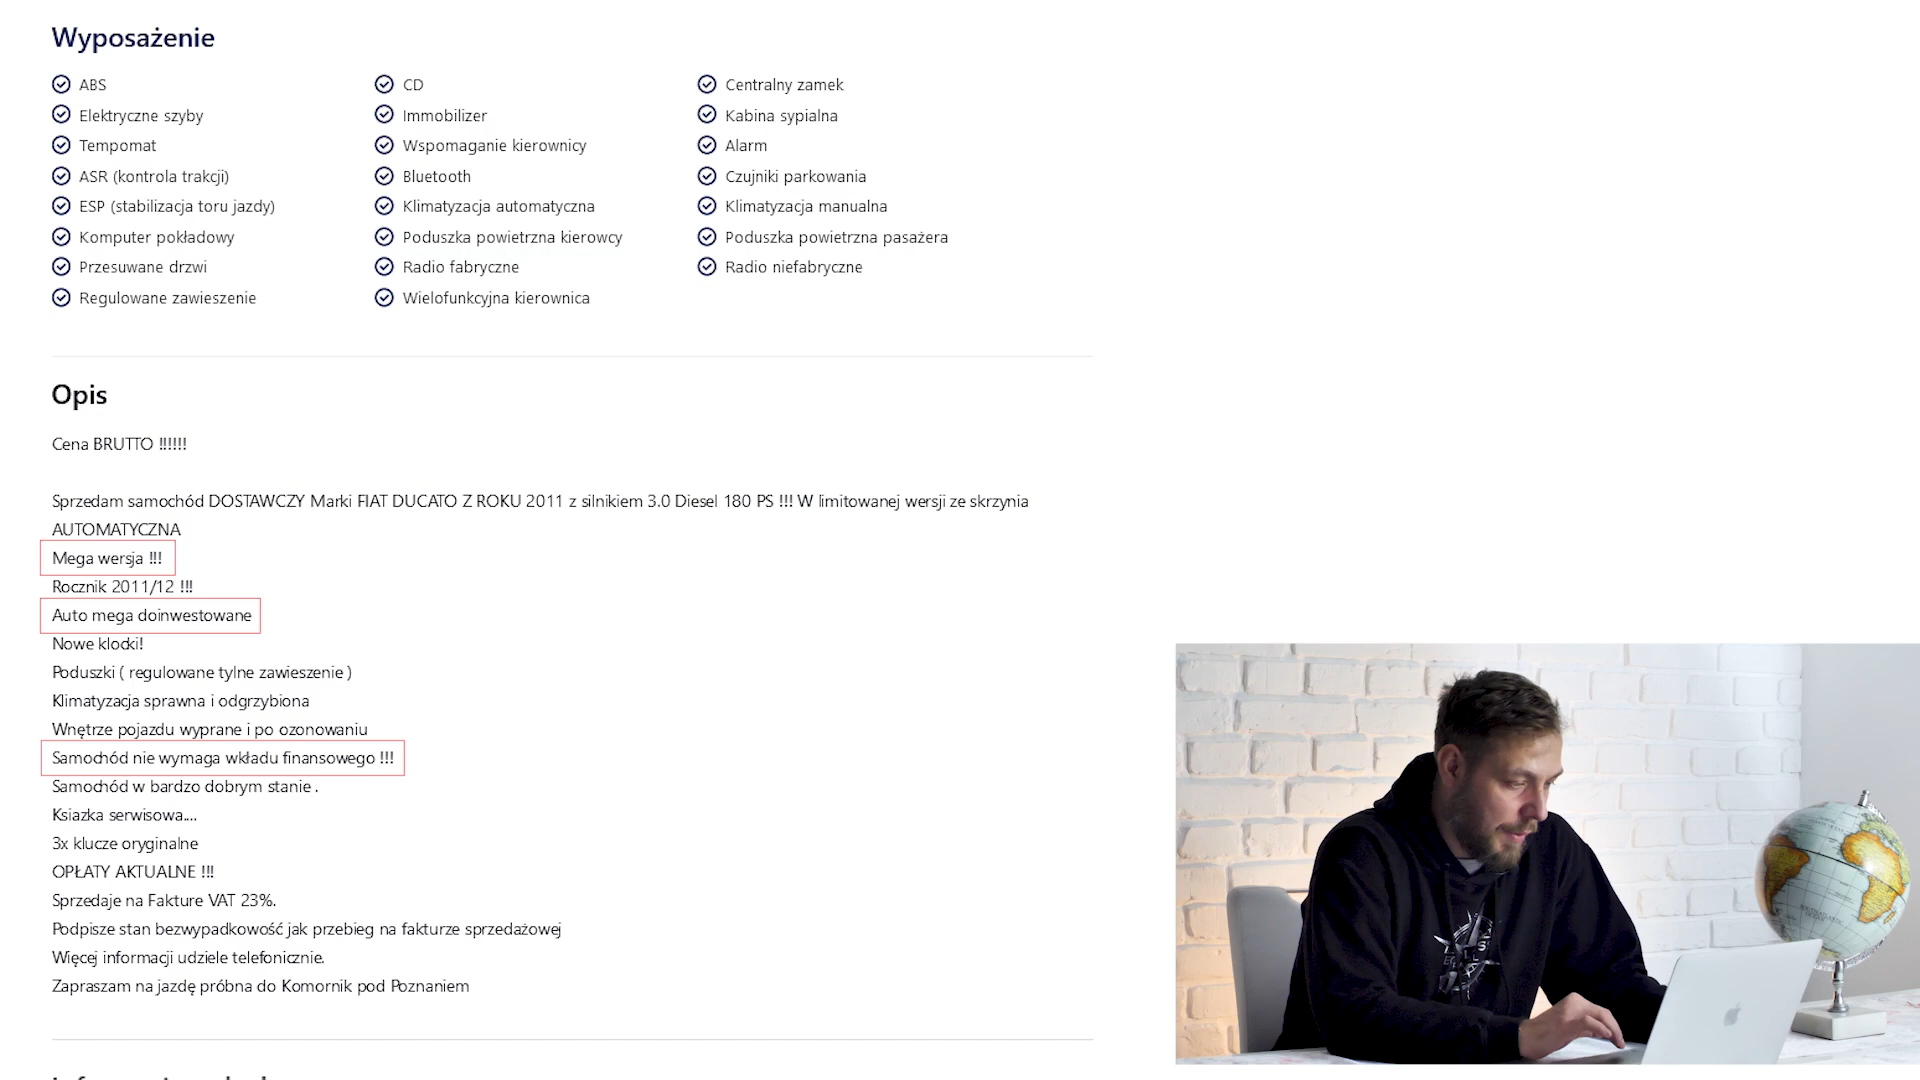 Wyposażenie
ABS
CD
Centralny zamek
Elektryczne szyby
Immobilizer
Kabina sypialna
Tempomat
Wspomaganie kierownicy
Alarm
ASR (kontrola trakcji)
Bluetooth
Czujniki parkowania
ESP (stabilizacja toru jazdy)
Klimatyzacja automatyczna
Klimatyzacja manualna
Komputer pokładowy
Poduszka powietrzna kierowcy
Poduszka powietrzna pasażera
Przesuwane drzwi
Radio fabryczne
Radio niefabryczne
Regulowane zawieszenie
Wielofunkcyjna kierownica
Opis
Cena BRUTTO !!!!!!
Sprzedam samochód DOSTAWCZY Marki FIAT DUCATO Z ROKU 2011 z silnikiem 3.0 Diesel 180 PS !!! W limitowanej wersji ze skrzynia
AUTOMATYCZNA
Mega wersja !!!
Rocznik 2011/12 !!!
Auto mega doinwestowane
Nowe klocki!
Poduszki ( regulowane tylne zawieszenie )
Klimatyzacja sprawna i odgrzybiona
Wnętrze pojazdu wyprane i po ozonowaniu
Samochód nie wymaga wkładu finansowego !!!
Samochód w bardzo dobrym stanie .
Ksiazka serwisowa....
3x klucze oryginalne
OPŁATY AKTUALNE !!!
Sprzedaje na Fakture VAT 23%.
Podpisze stan bezwypadkowość jak przebieg na fakturze sprzedażowej
Więcej informacji udziele telefonicznie.
Zapraszam na jazdę próbna do Komornik pod Poznaniem